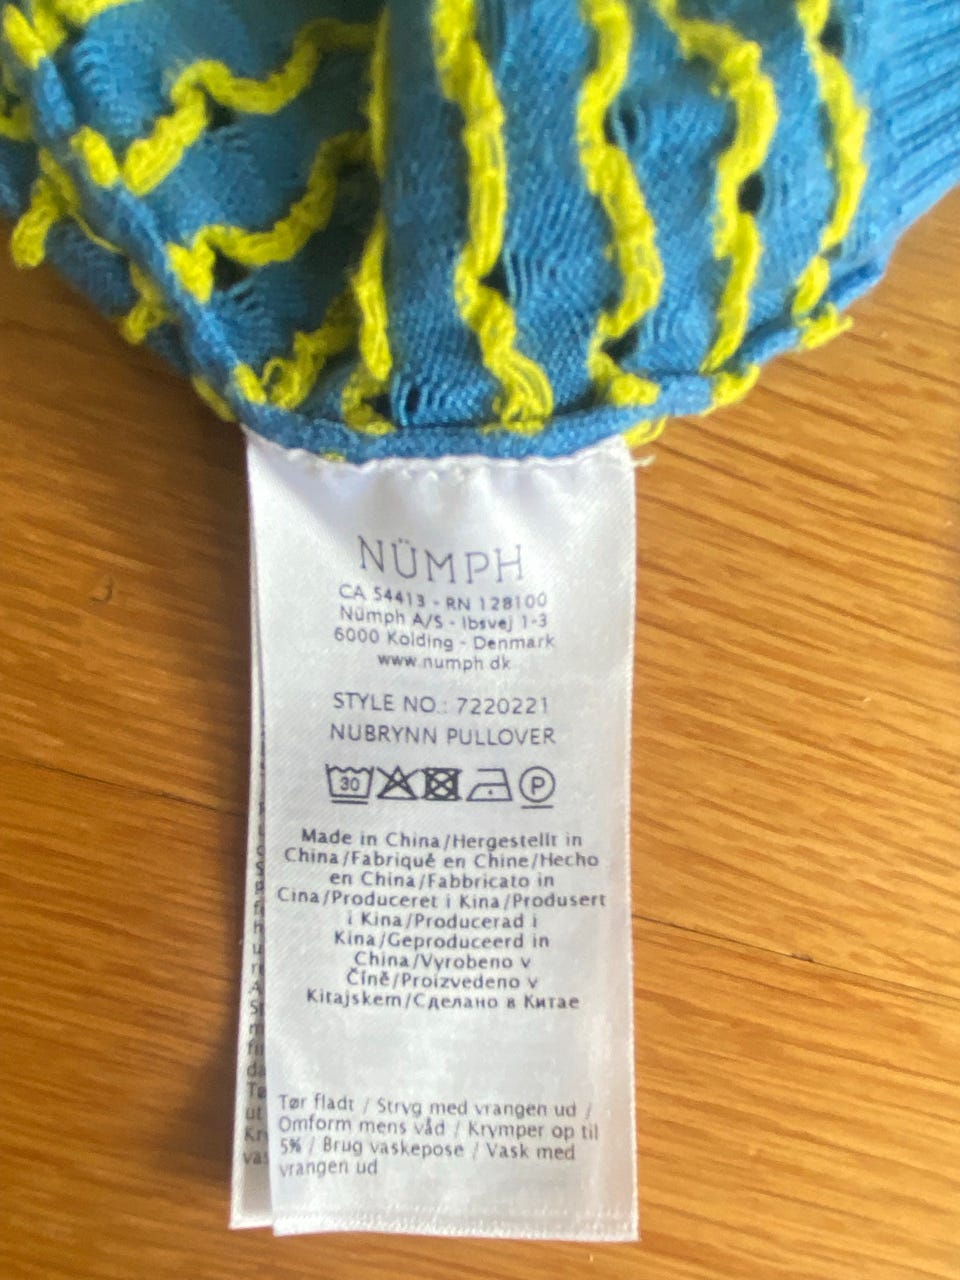 NÜMPH
CA 54413 - RN 128100
Nümph A/S - Ibsvej 1-3
6000 Kolding - Denmark
www.numph.dk
STYLE NO.: 7220221
NUBRYNN PULLOVER
30 P
Made in China/Hergestellt in
China/Fabriqué en Chine/Hecho
en China/Fabbricato in
Cina/Produceret i Kina/Produsert
i Kina/Producerad i
Kina/Geproduceerd in
China/Vyrobeno v
Číně/Proizvedeno v
Kitajskem/Сделано в Китае
Tør fladt / Stryg med vrangen ud /
Omform mens våd / Krymper op til
5% / Brug vaskepose / Vask med
vrangen ud